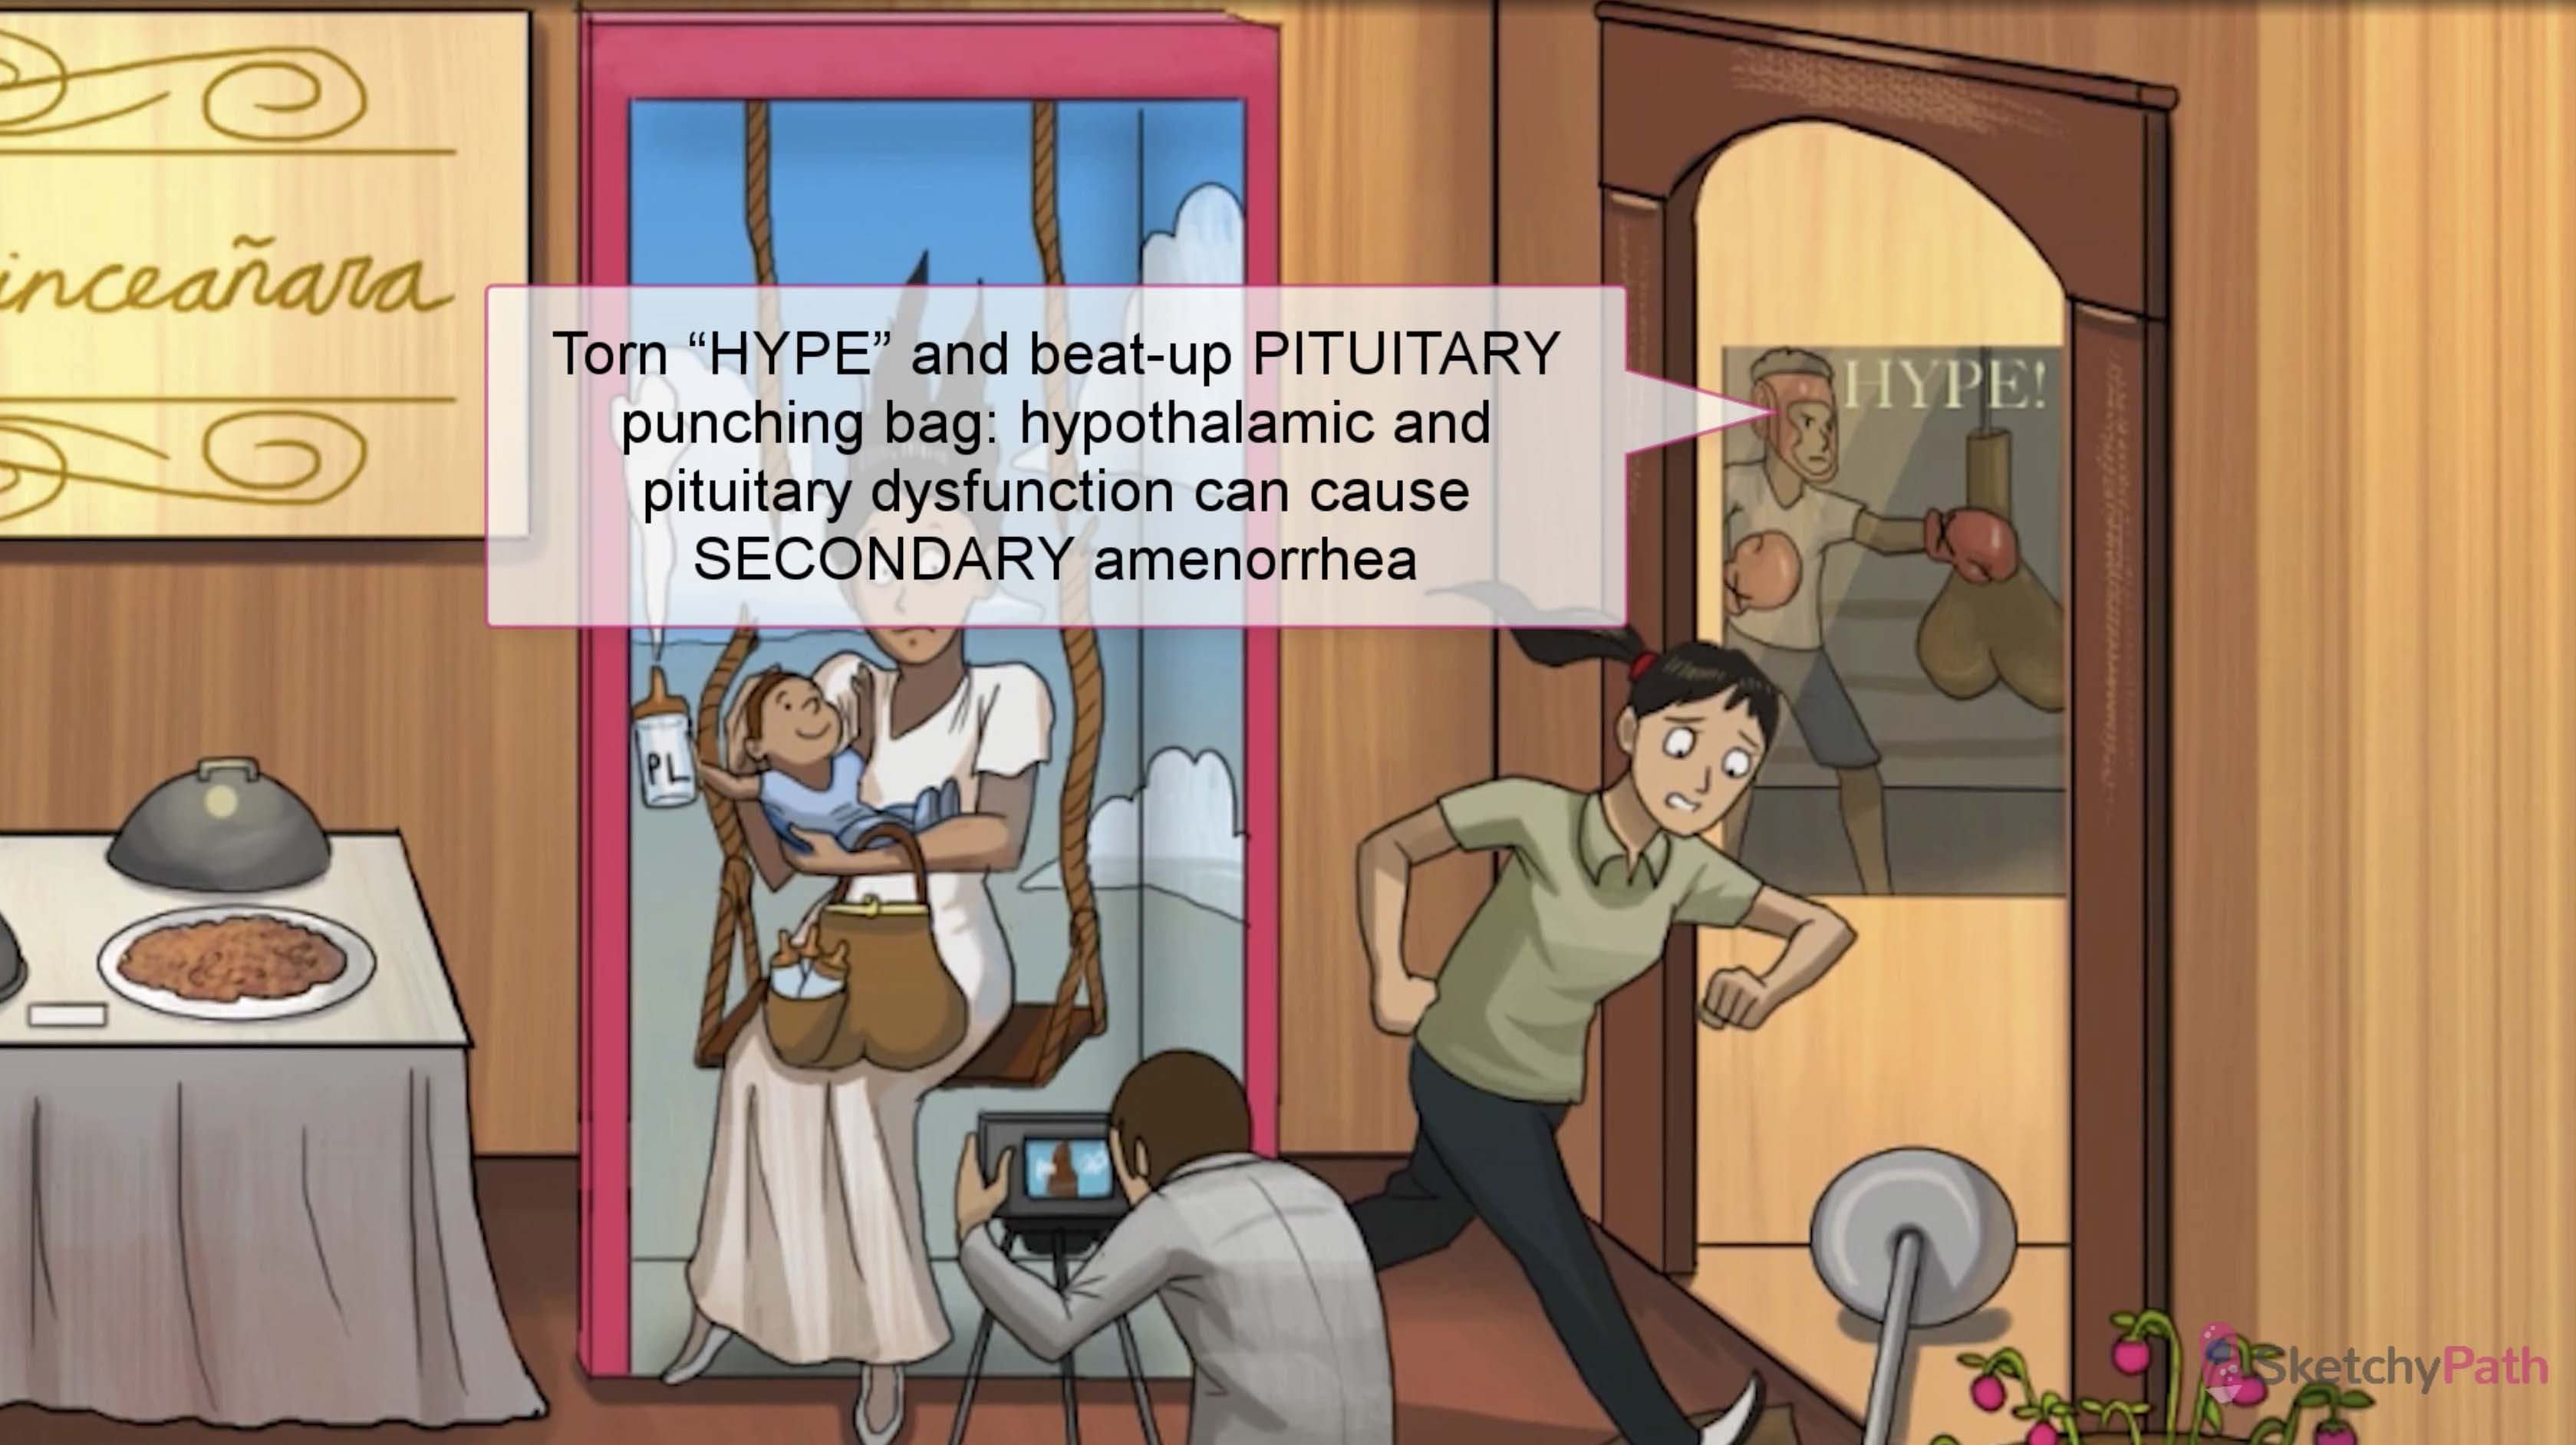 inceañara
Torn “HYPE” and beat-up PITUITARY
punching bag: hypothalamic and
pituitary dysfunction can cause
SECONDARY amenorrhea
HYPE!
PL
SketchyPath